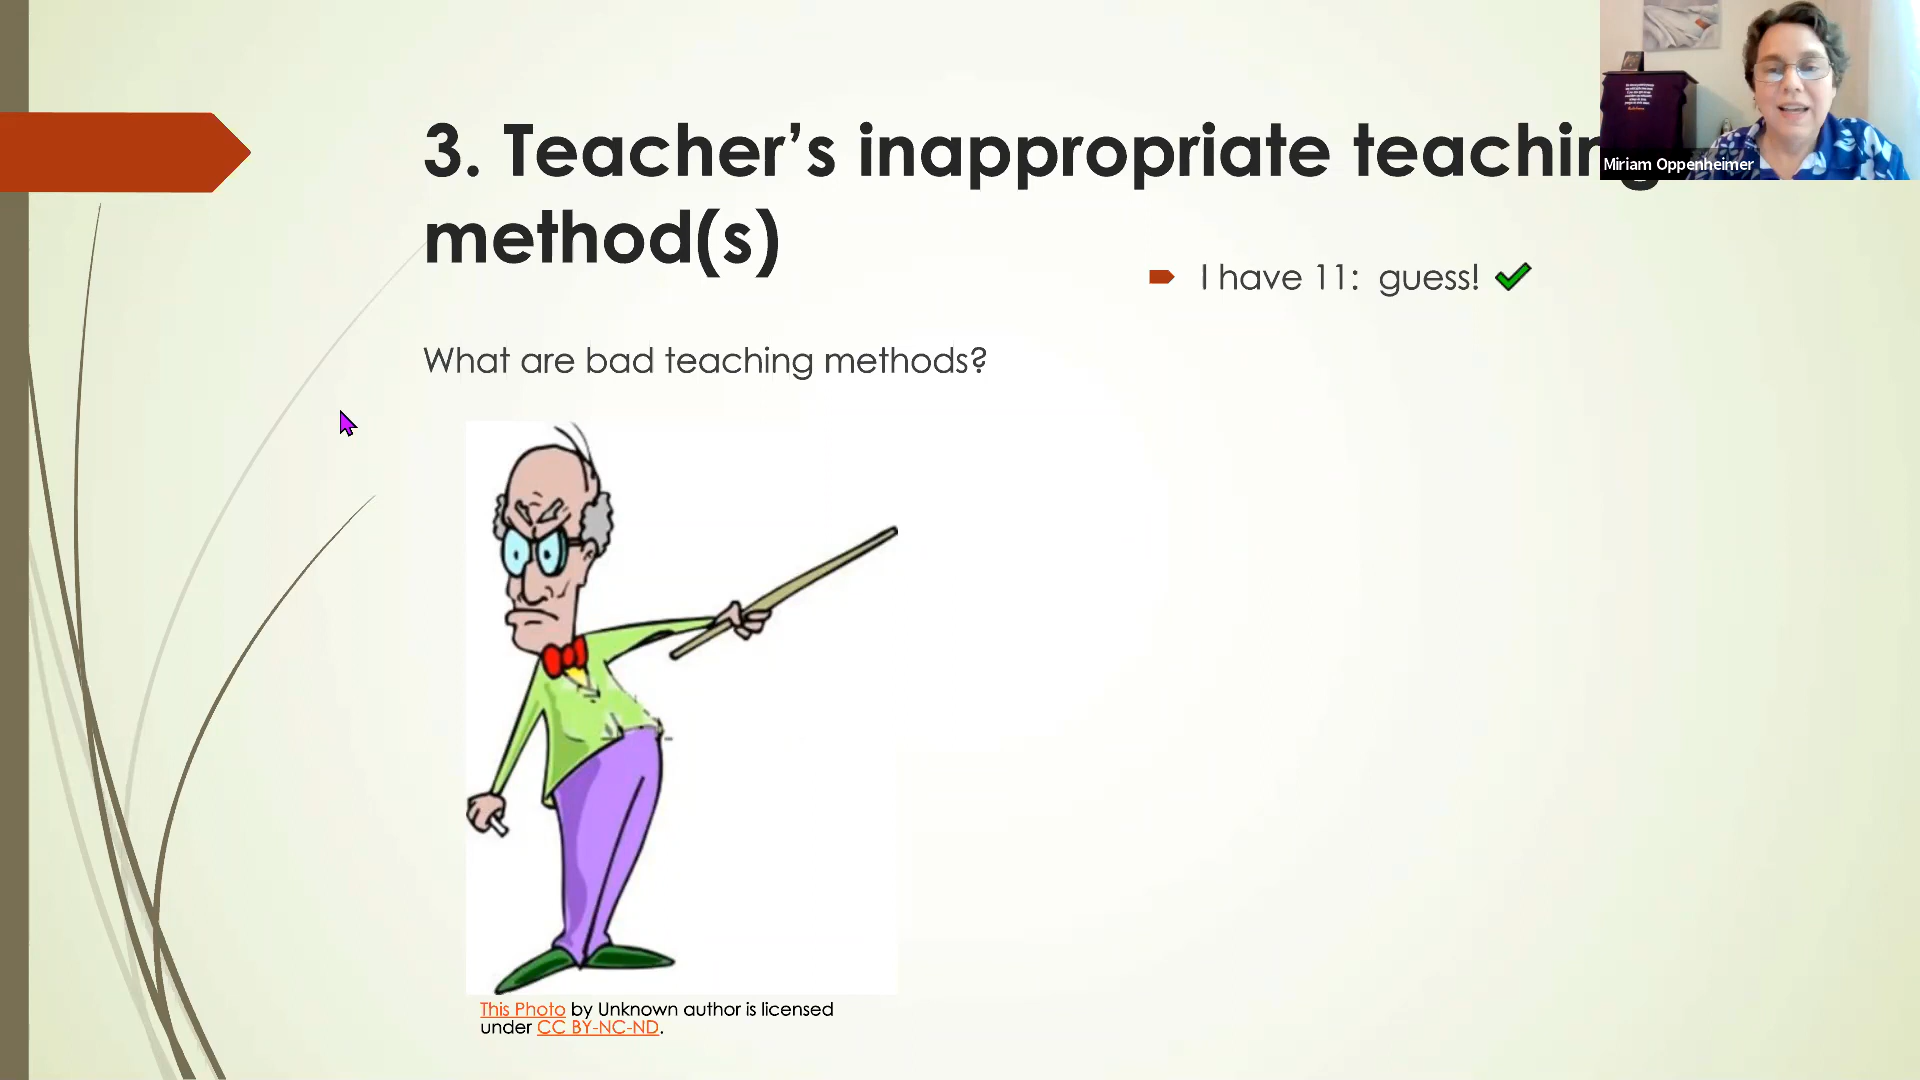 3. Teacher’s inappropriate teaching
method(s)
I have 11: guess!
What are bad teaching methods?
This Photo by Unknown author is licensed
under CC BY-NC-ND.
Miriam Oppenheimer